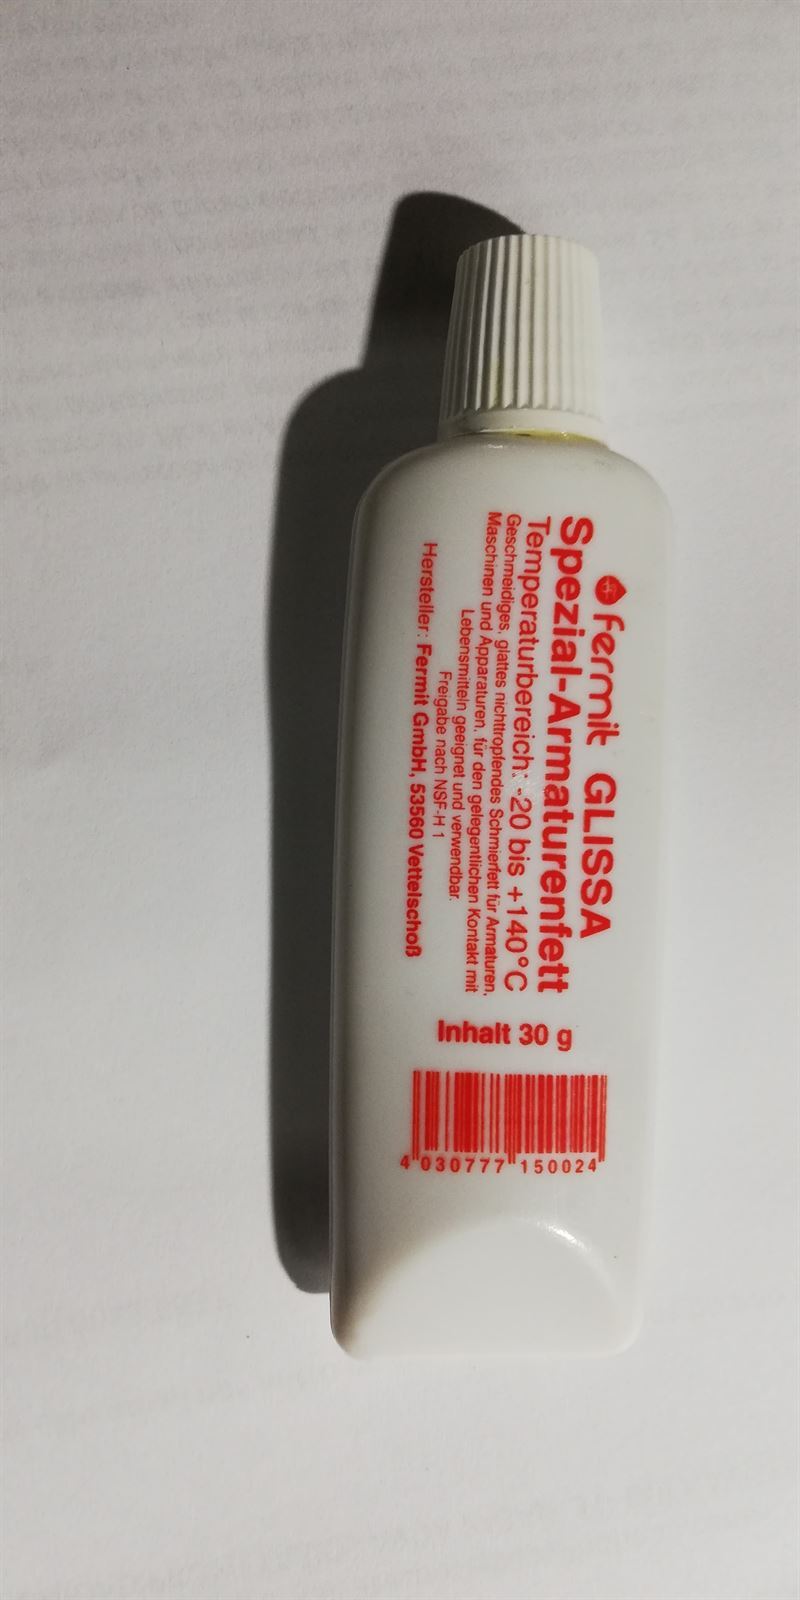 fermit GLISSA
Spezial-Armaturenfett
Temperaturbereich: -20 bis +140°C
Geschmeidiges, glattes nichttropfendes Schmierfett für Armaturen,
Maschinen und Apparaturen, für den gelegentlichen Kontakt mit
Lebensmitteln geeignet und verwendbar.
Freigabe nach NSF-H 1
Hersteller: Fermit GmbH, 53560 Vettelschoß
Inhalt 30 g
4 030777 150024